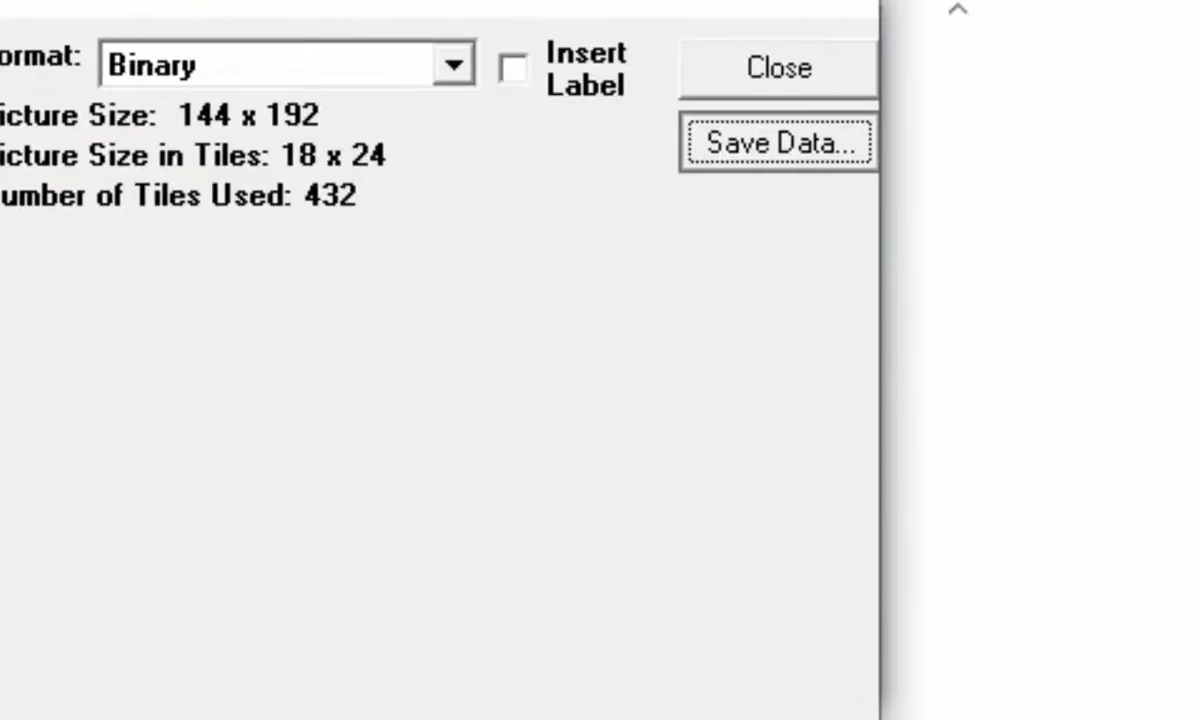 ormat: Binary Insert Label Close
icture Size: 144 x 192 Save Data...
icture Size in Tiles: 18 x 24
umber of Tiles Used: 432